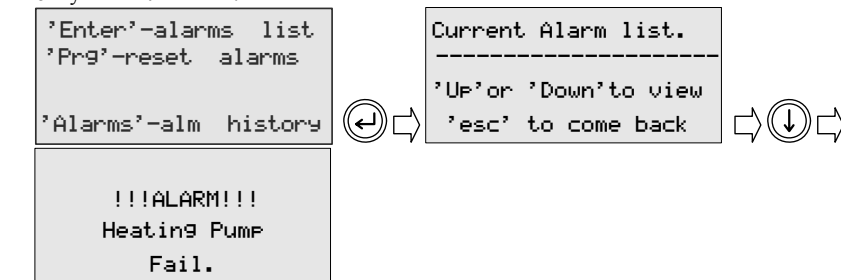 'Enter'-alarms list
'Prg'-reset alarms
'Alarms'-alm history
Current Alarm list.
---------------------
'Up'or 'Down'to view
'esc' to come back
!!!ALARM!!!
Heating Pump
Fail.